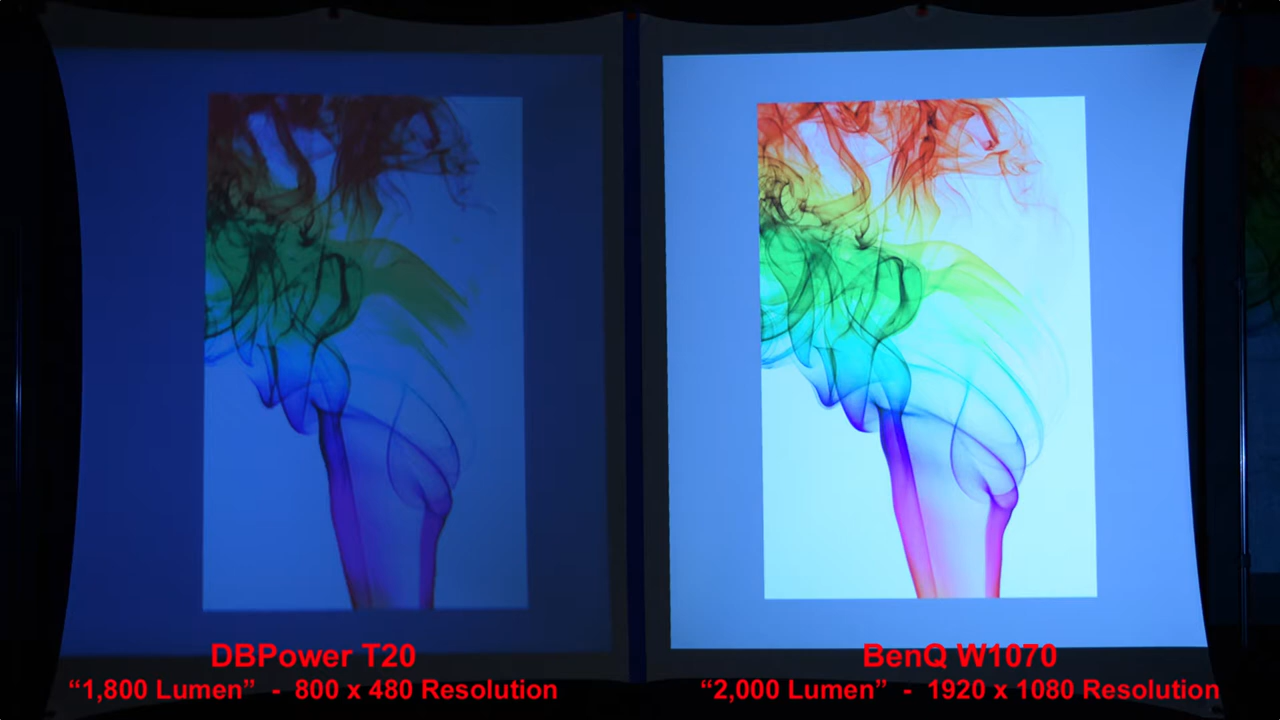 DBPower T20
“1,800 Lumen” - 800 x 480 Resolution
BenQ W1070
“2,000 Lumen” - 1920 x 1080 Resolution